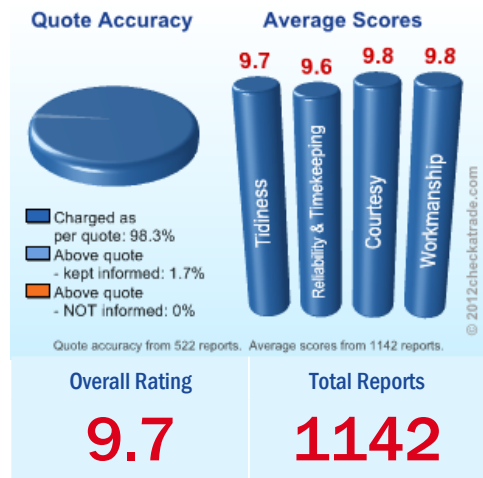 Quote Accuracy
Charged as
per quote: 98.3%
Above quote
- kept informed: 1.7%
Above quote
- NOT informed: 0%
Average Scores
9.7
9.6
9.8
9.8
Tidiness
Reliability & Timekeeping
Courtesy
Workmanship
© 2012checkatrade.com
Quote accuracy from 522 reports. Average scores from 1142 reports.
Overall Rating
9.7
Total Reports
1142